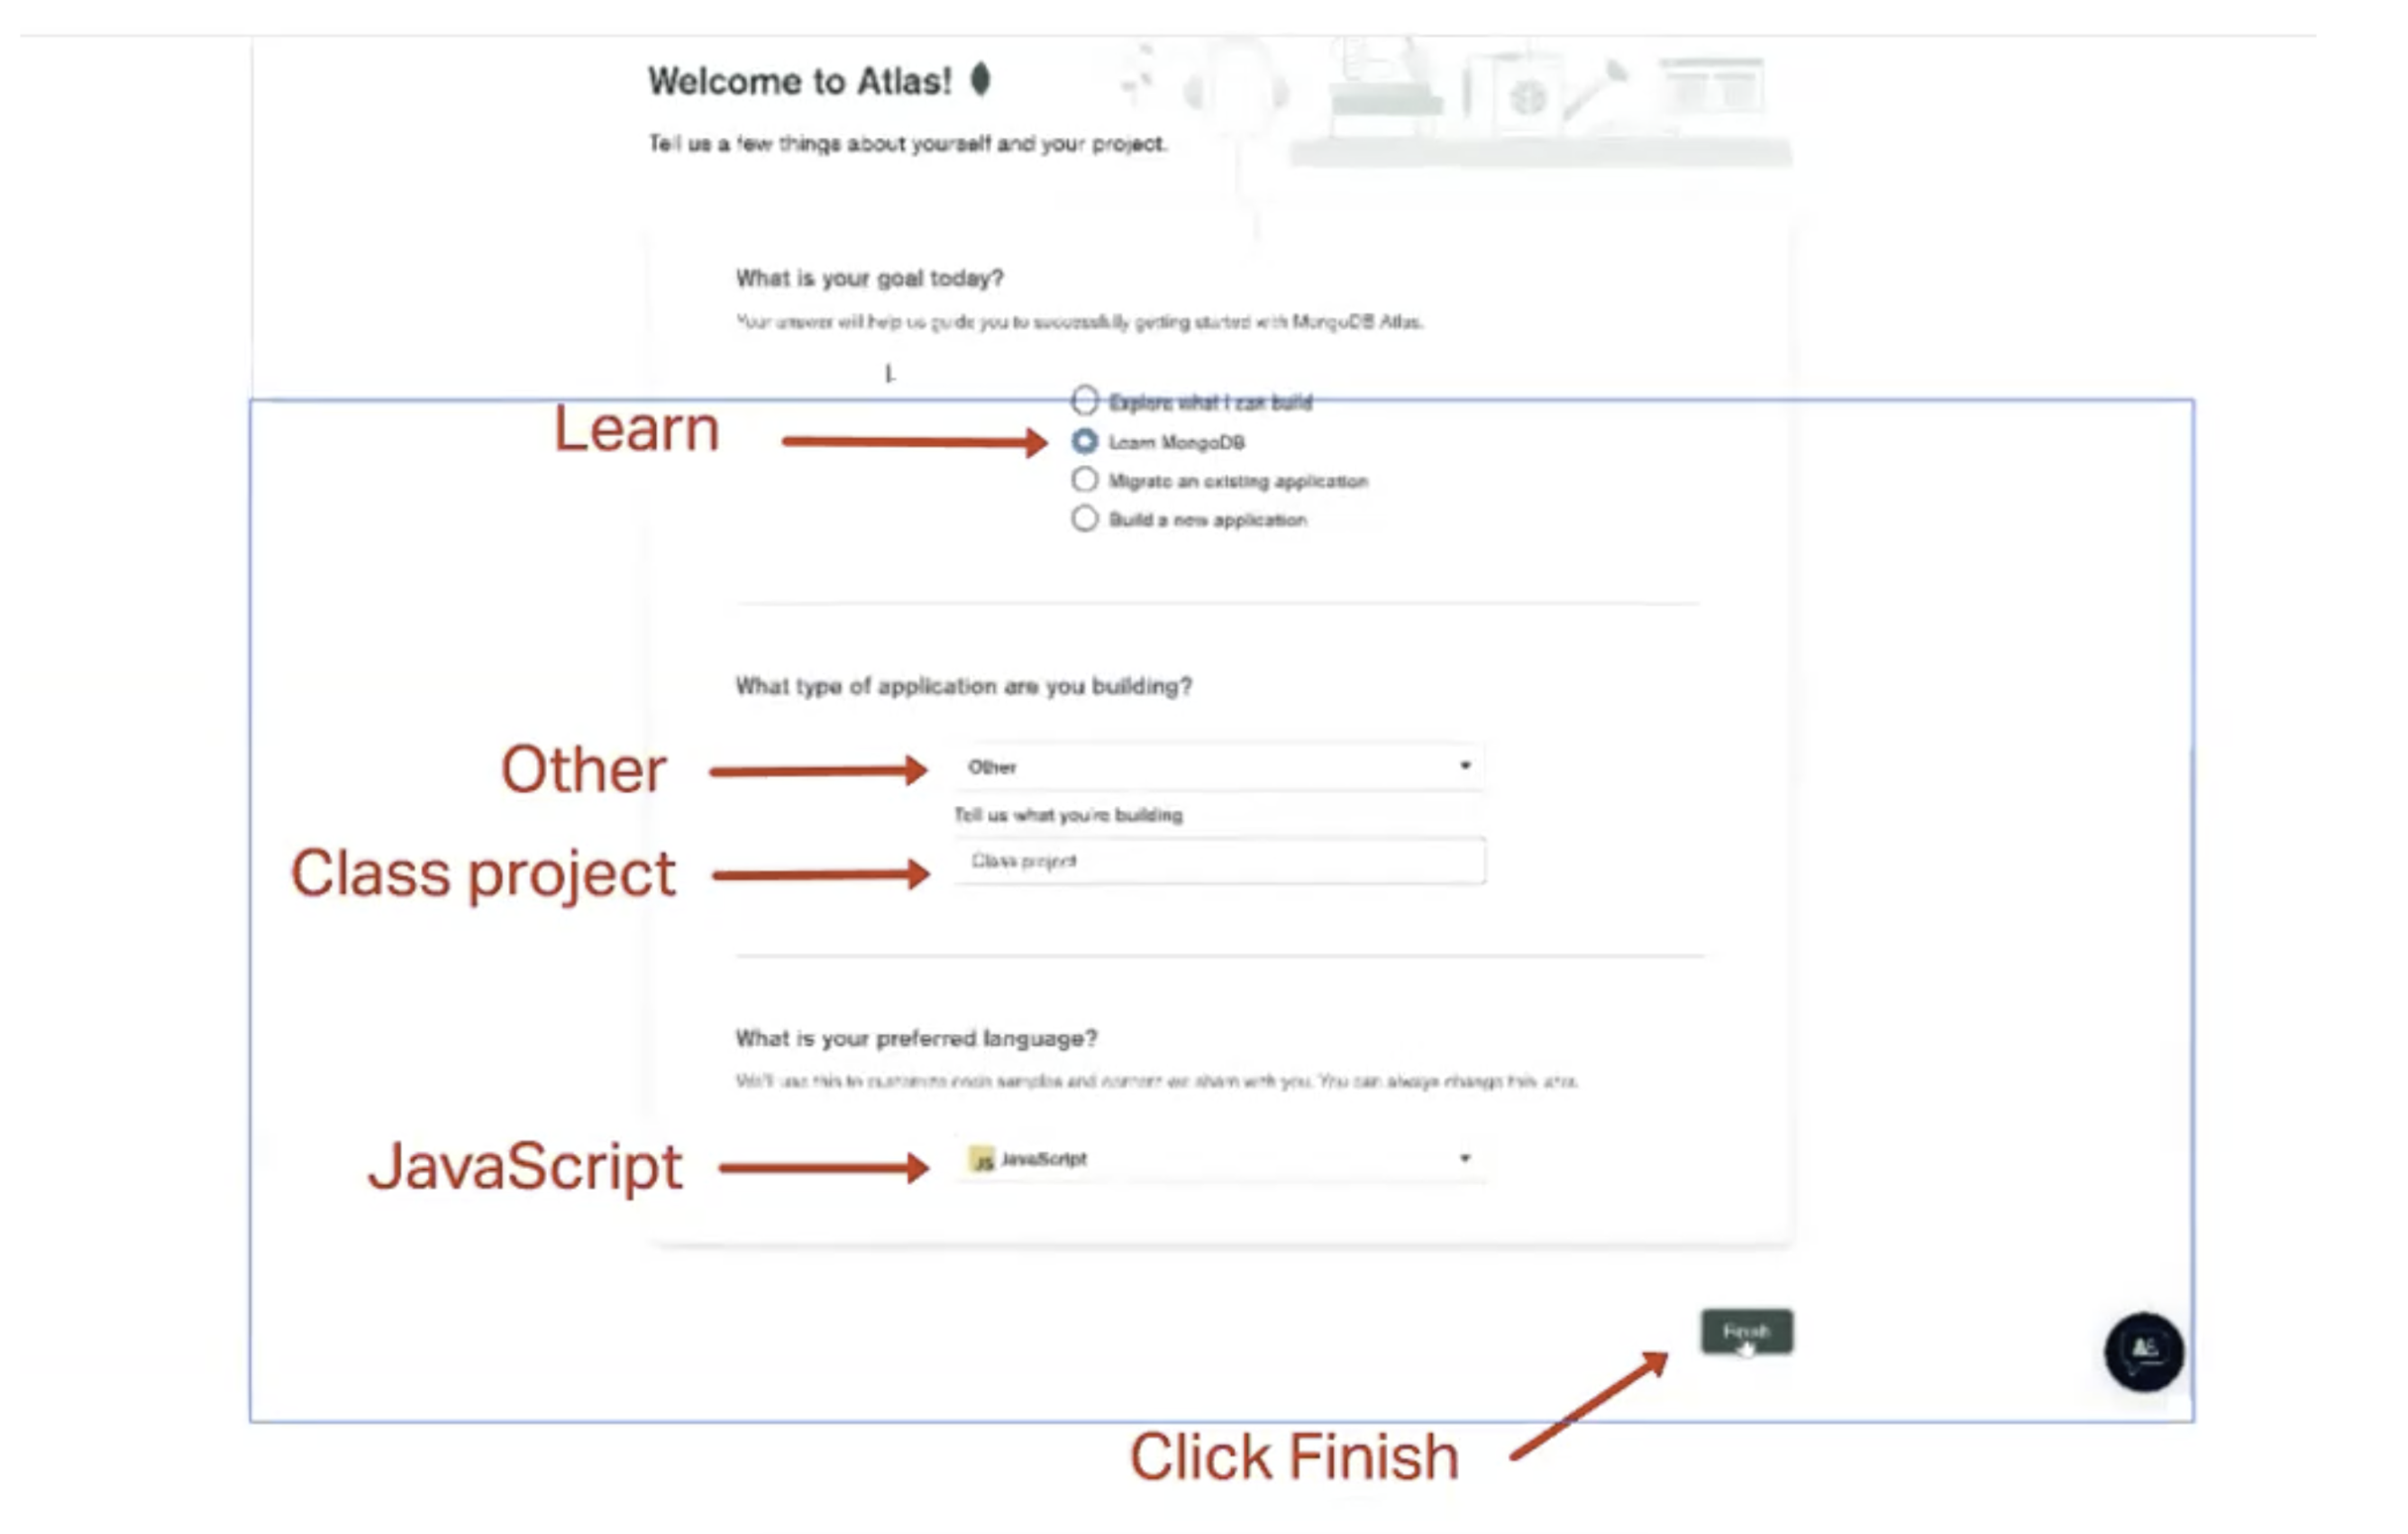 Welcome to Atlas!
Tell us a few things about yourself and your project.
What is your goal today?
Your answer will help us guide you to successfully getting started with MongoDB Atlas.
Explore what I can build
Learn
Learn MongoDB
Migrate an existing application
Build a new application
What type of application are you building?
Other
Other
Tell us what you're building
Class project
Class project
What is your preferred language?
We'll use this to customize code samples and content we share with you. You can always change this later.
JavaScript
JS JavaScript
Finish
Click Finish